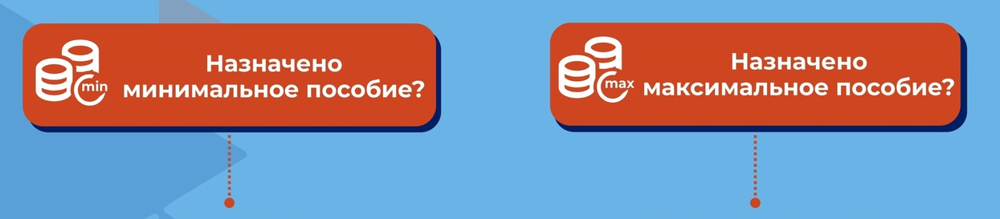 min
Назначено
минимальное пособие?
max
Назначено
максимальное пособие?